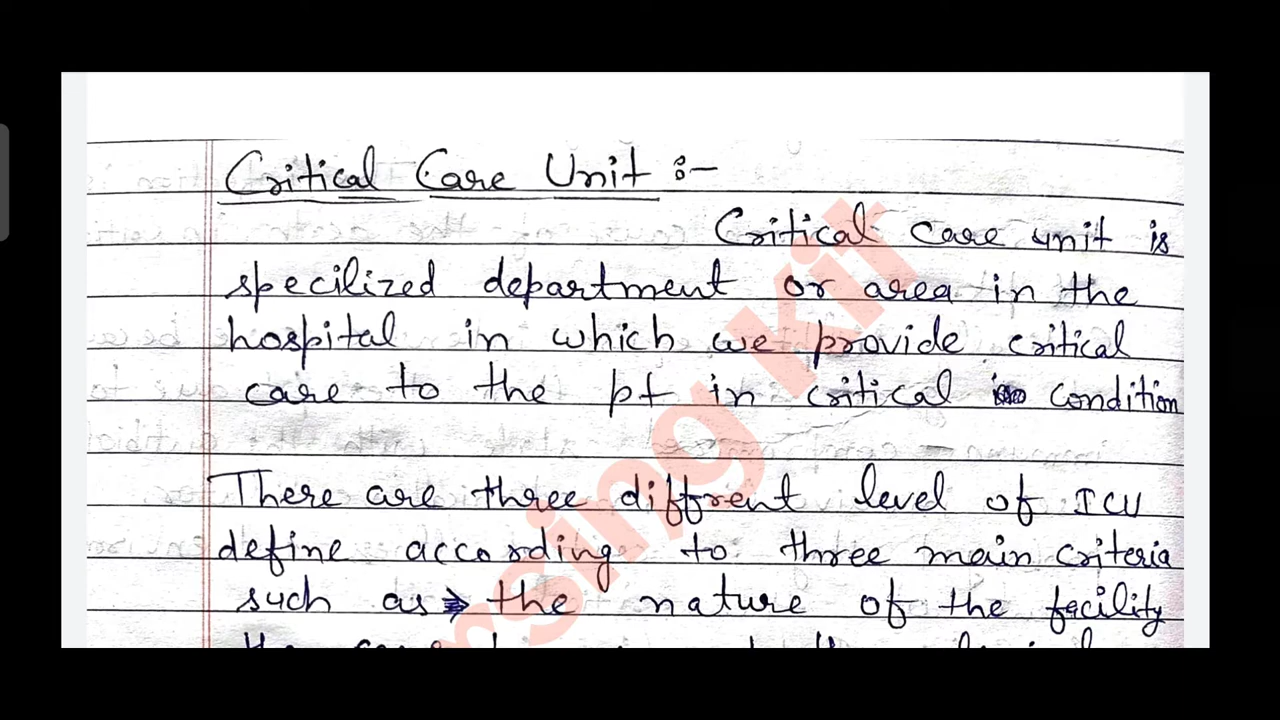 Critical Care Unit :-
Critical care unit is
specilized department or area in the
hospital in which we provide critical
care to the pt in critical condition
There are three diffrent level of ICU
define according to three main criteria
such as → the nature of the facility